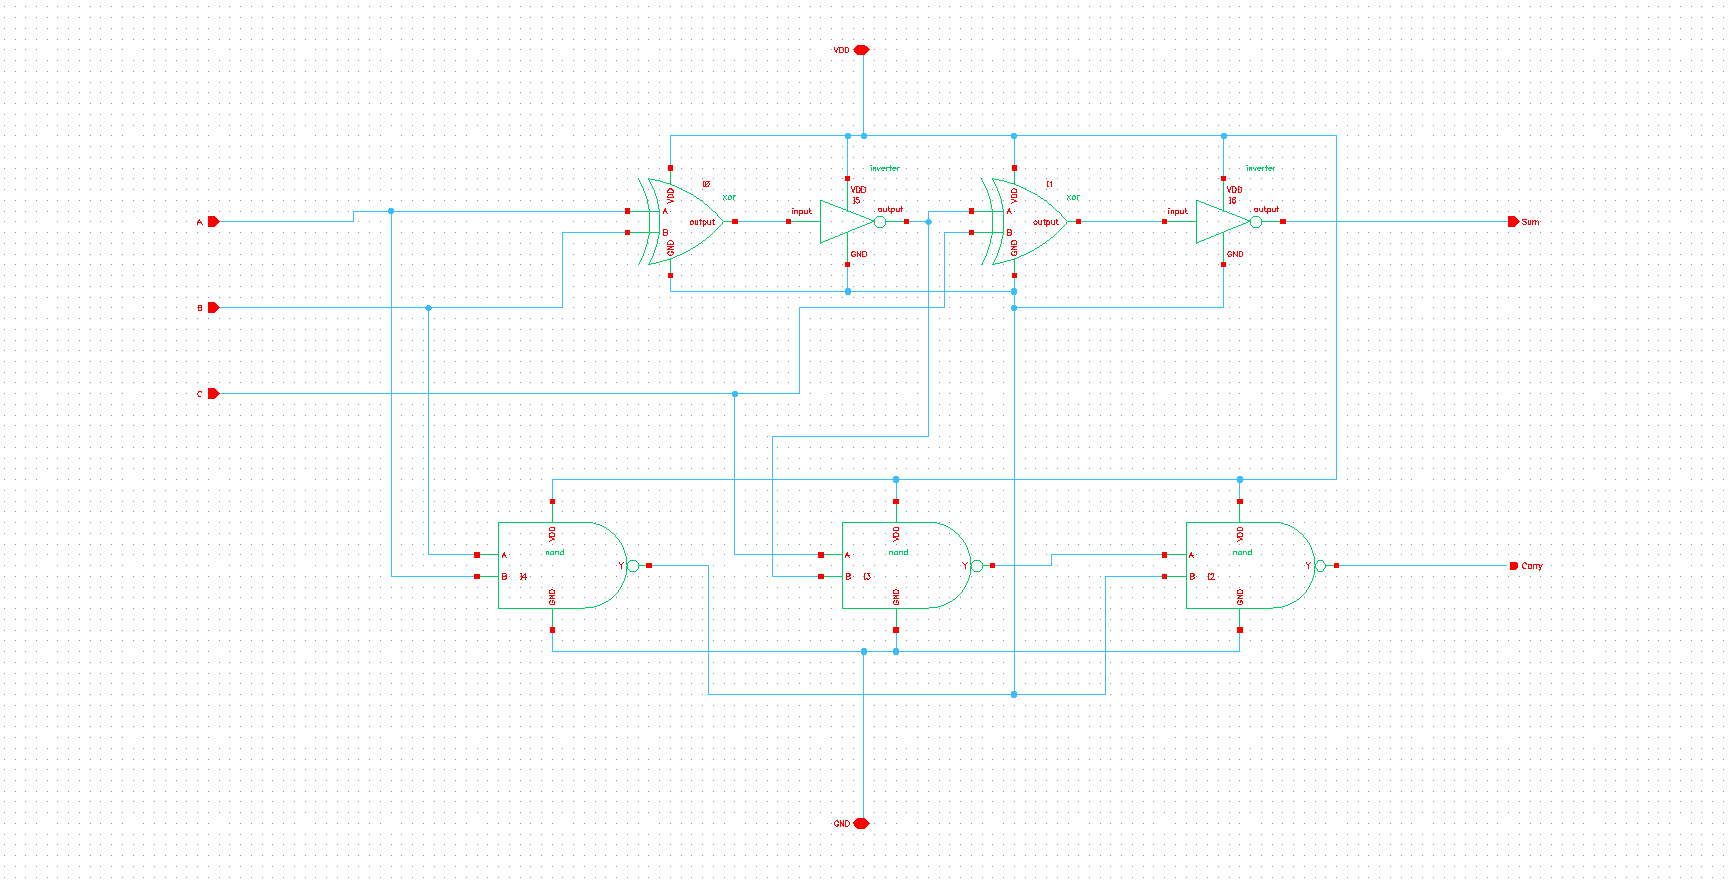 VDD
inverter
inverter
I0
xor
I1
xor
VDD
VDD
VDD
VDD
I5
I6
A
output
input
output
A
output
input
output
A
Sum
B
B
GND
GND
GND
GND
B
C
VDD
VDD
VDD
nand
nand
nand
A
A
A
Y
Y
Y
Carry
B
I4
B
I3
B
I2
GND
GND
GND
GND